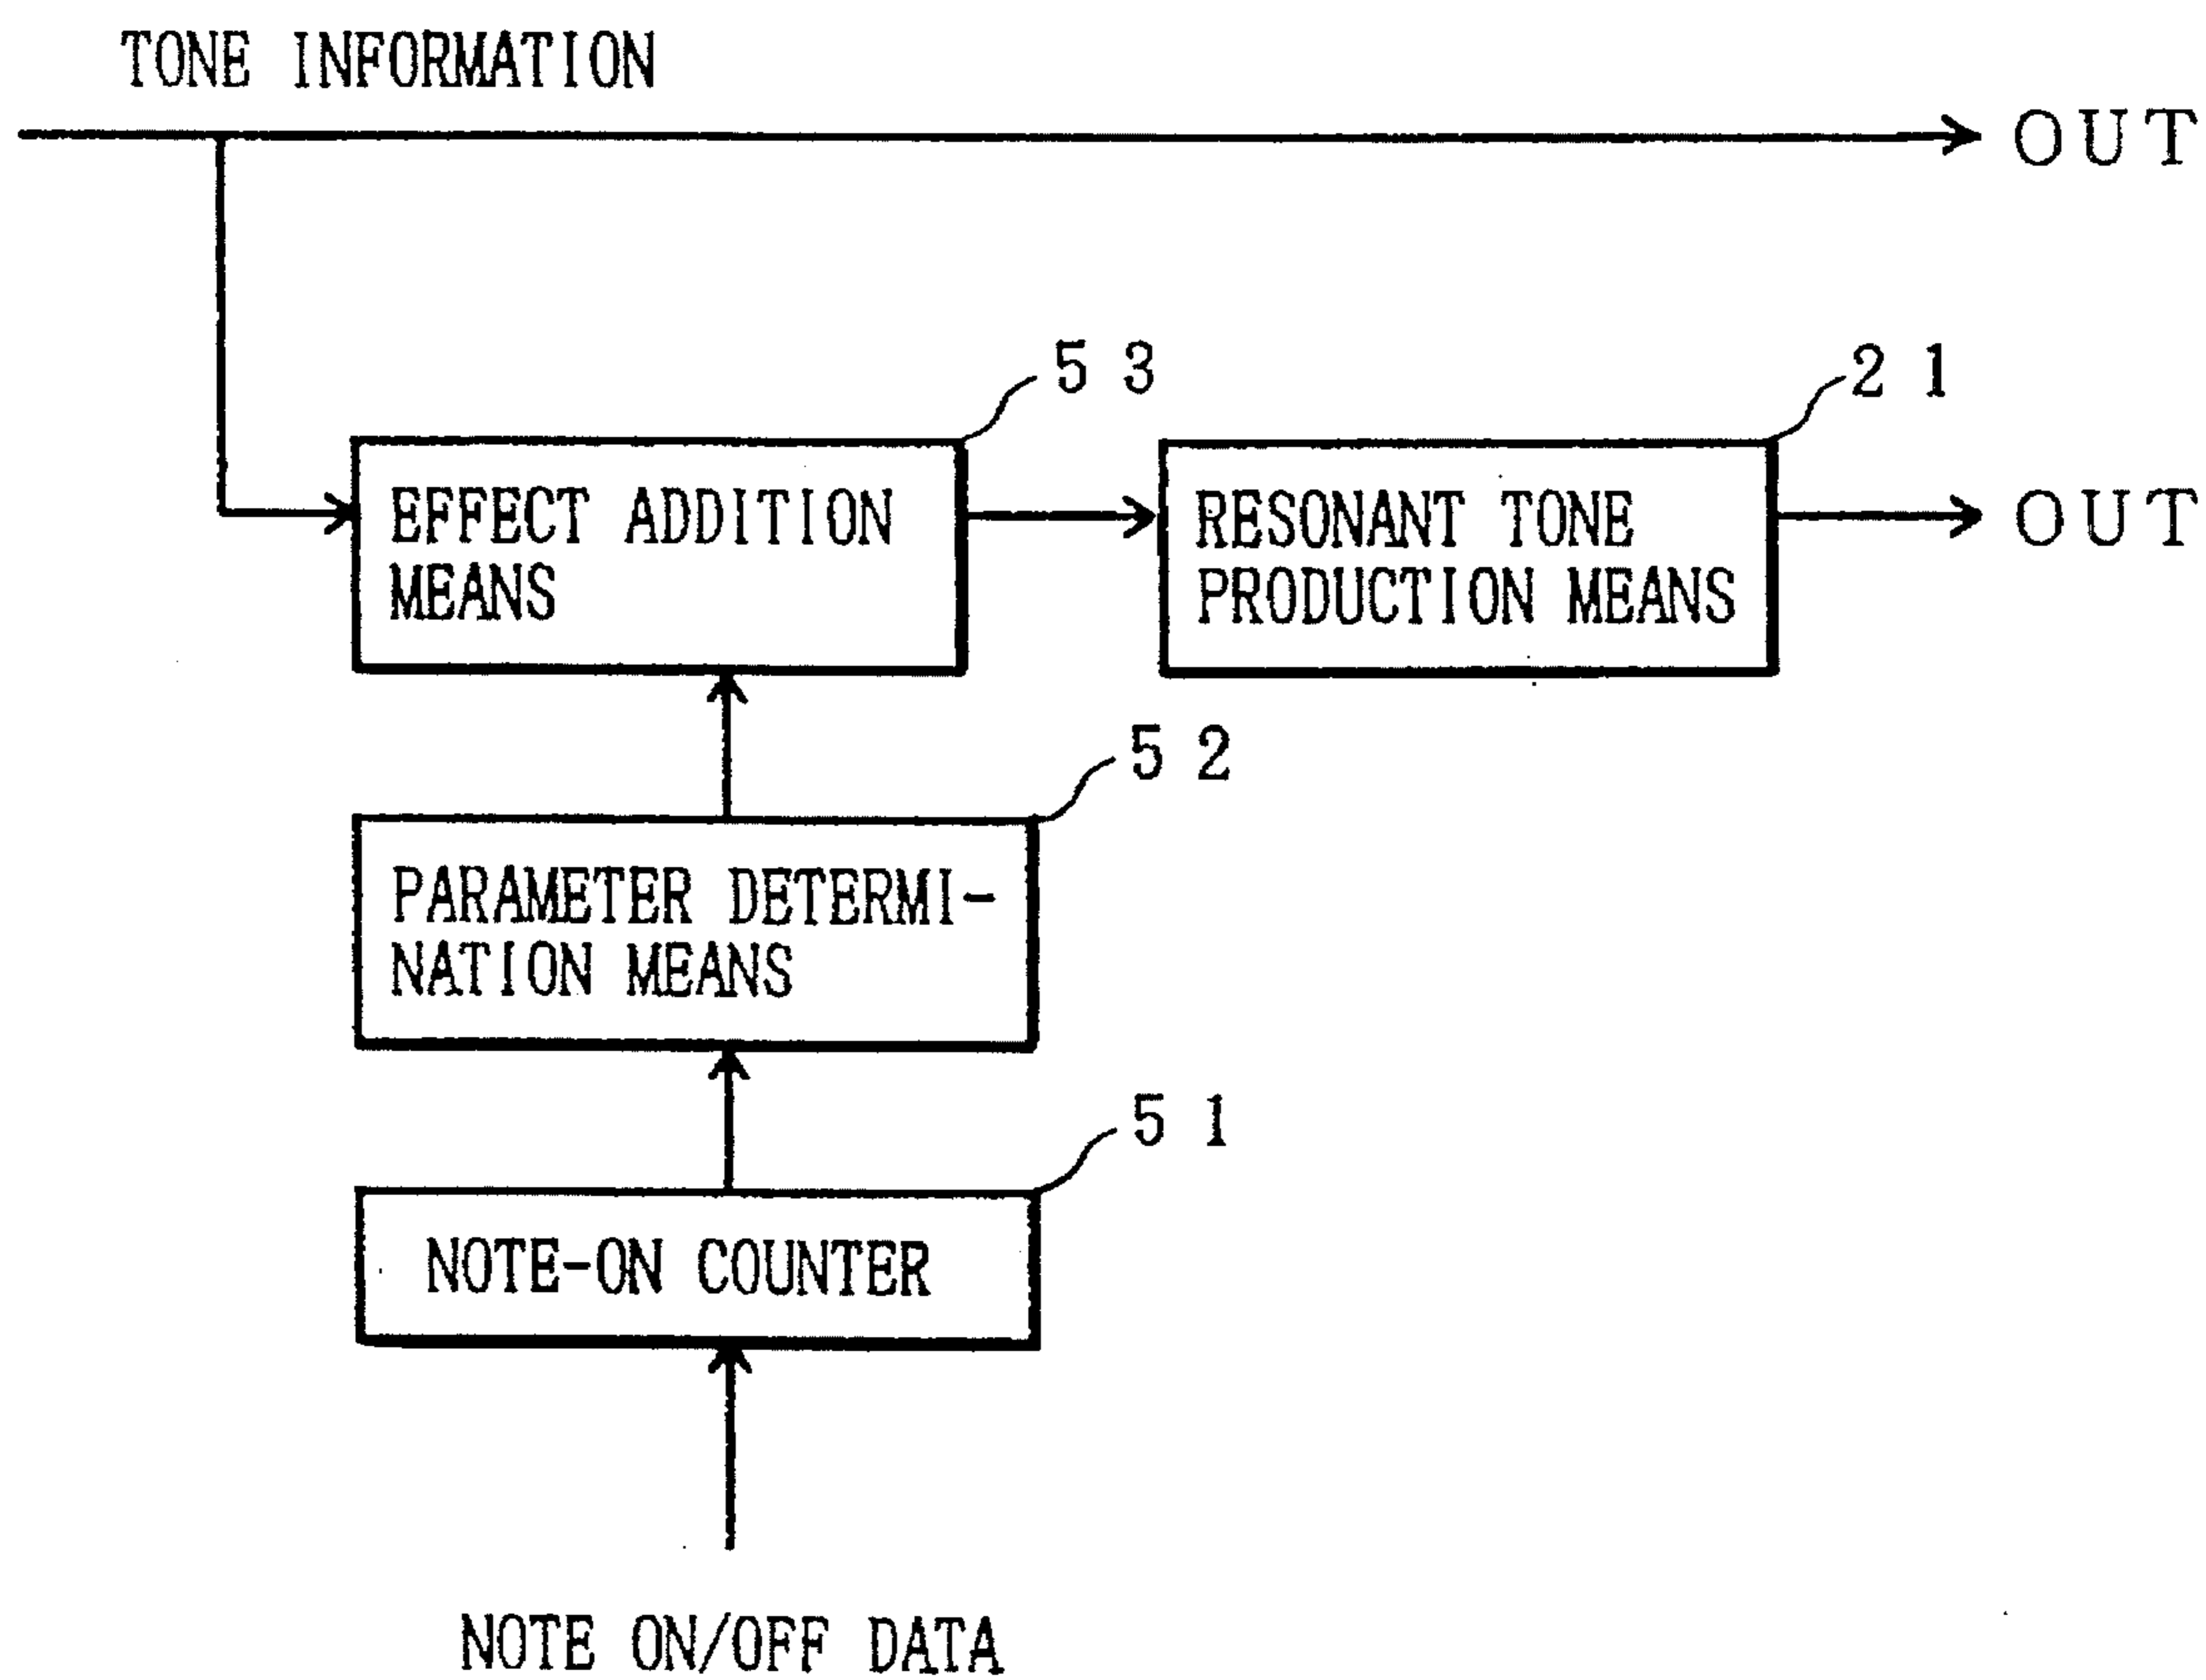 TONE INFORMATION
OUT
53
21
EFFECT ADDITION
MEANS
RESONANT TONE
PRODUCTION MEANS
OUT
52
PARAMETER DETERMI-
NATION MEANS
51
NOTE-ON COUNTER
NOTE ON/OFF DATA